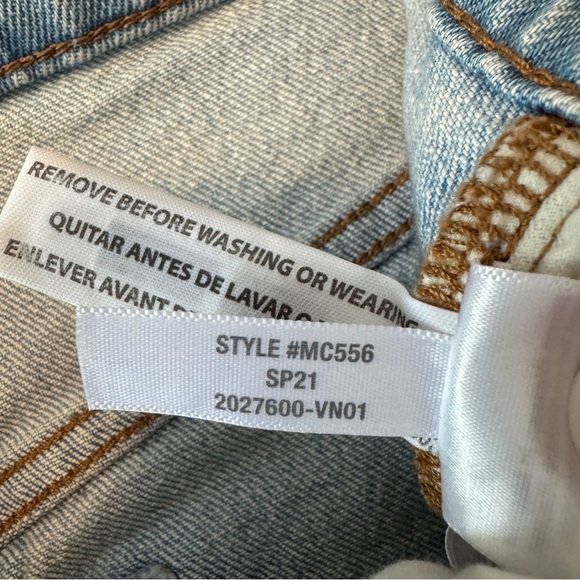 REMOVE BEFORE WASHING OR WEARING
QUITAR ANTES DE LAVAR O
ENLEVER AVANT
STYLE #MC556
SP21
2027600-VN01